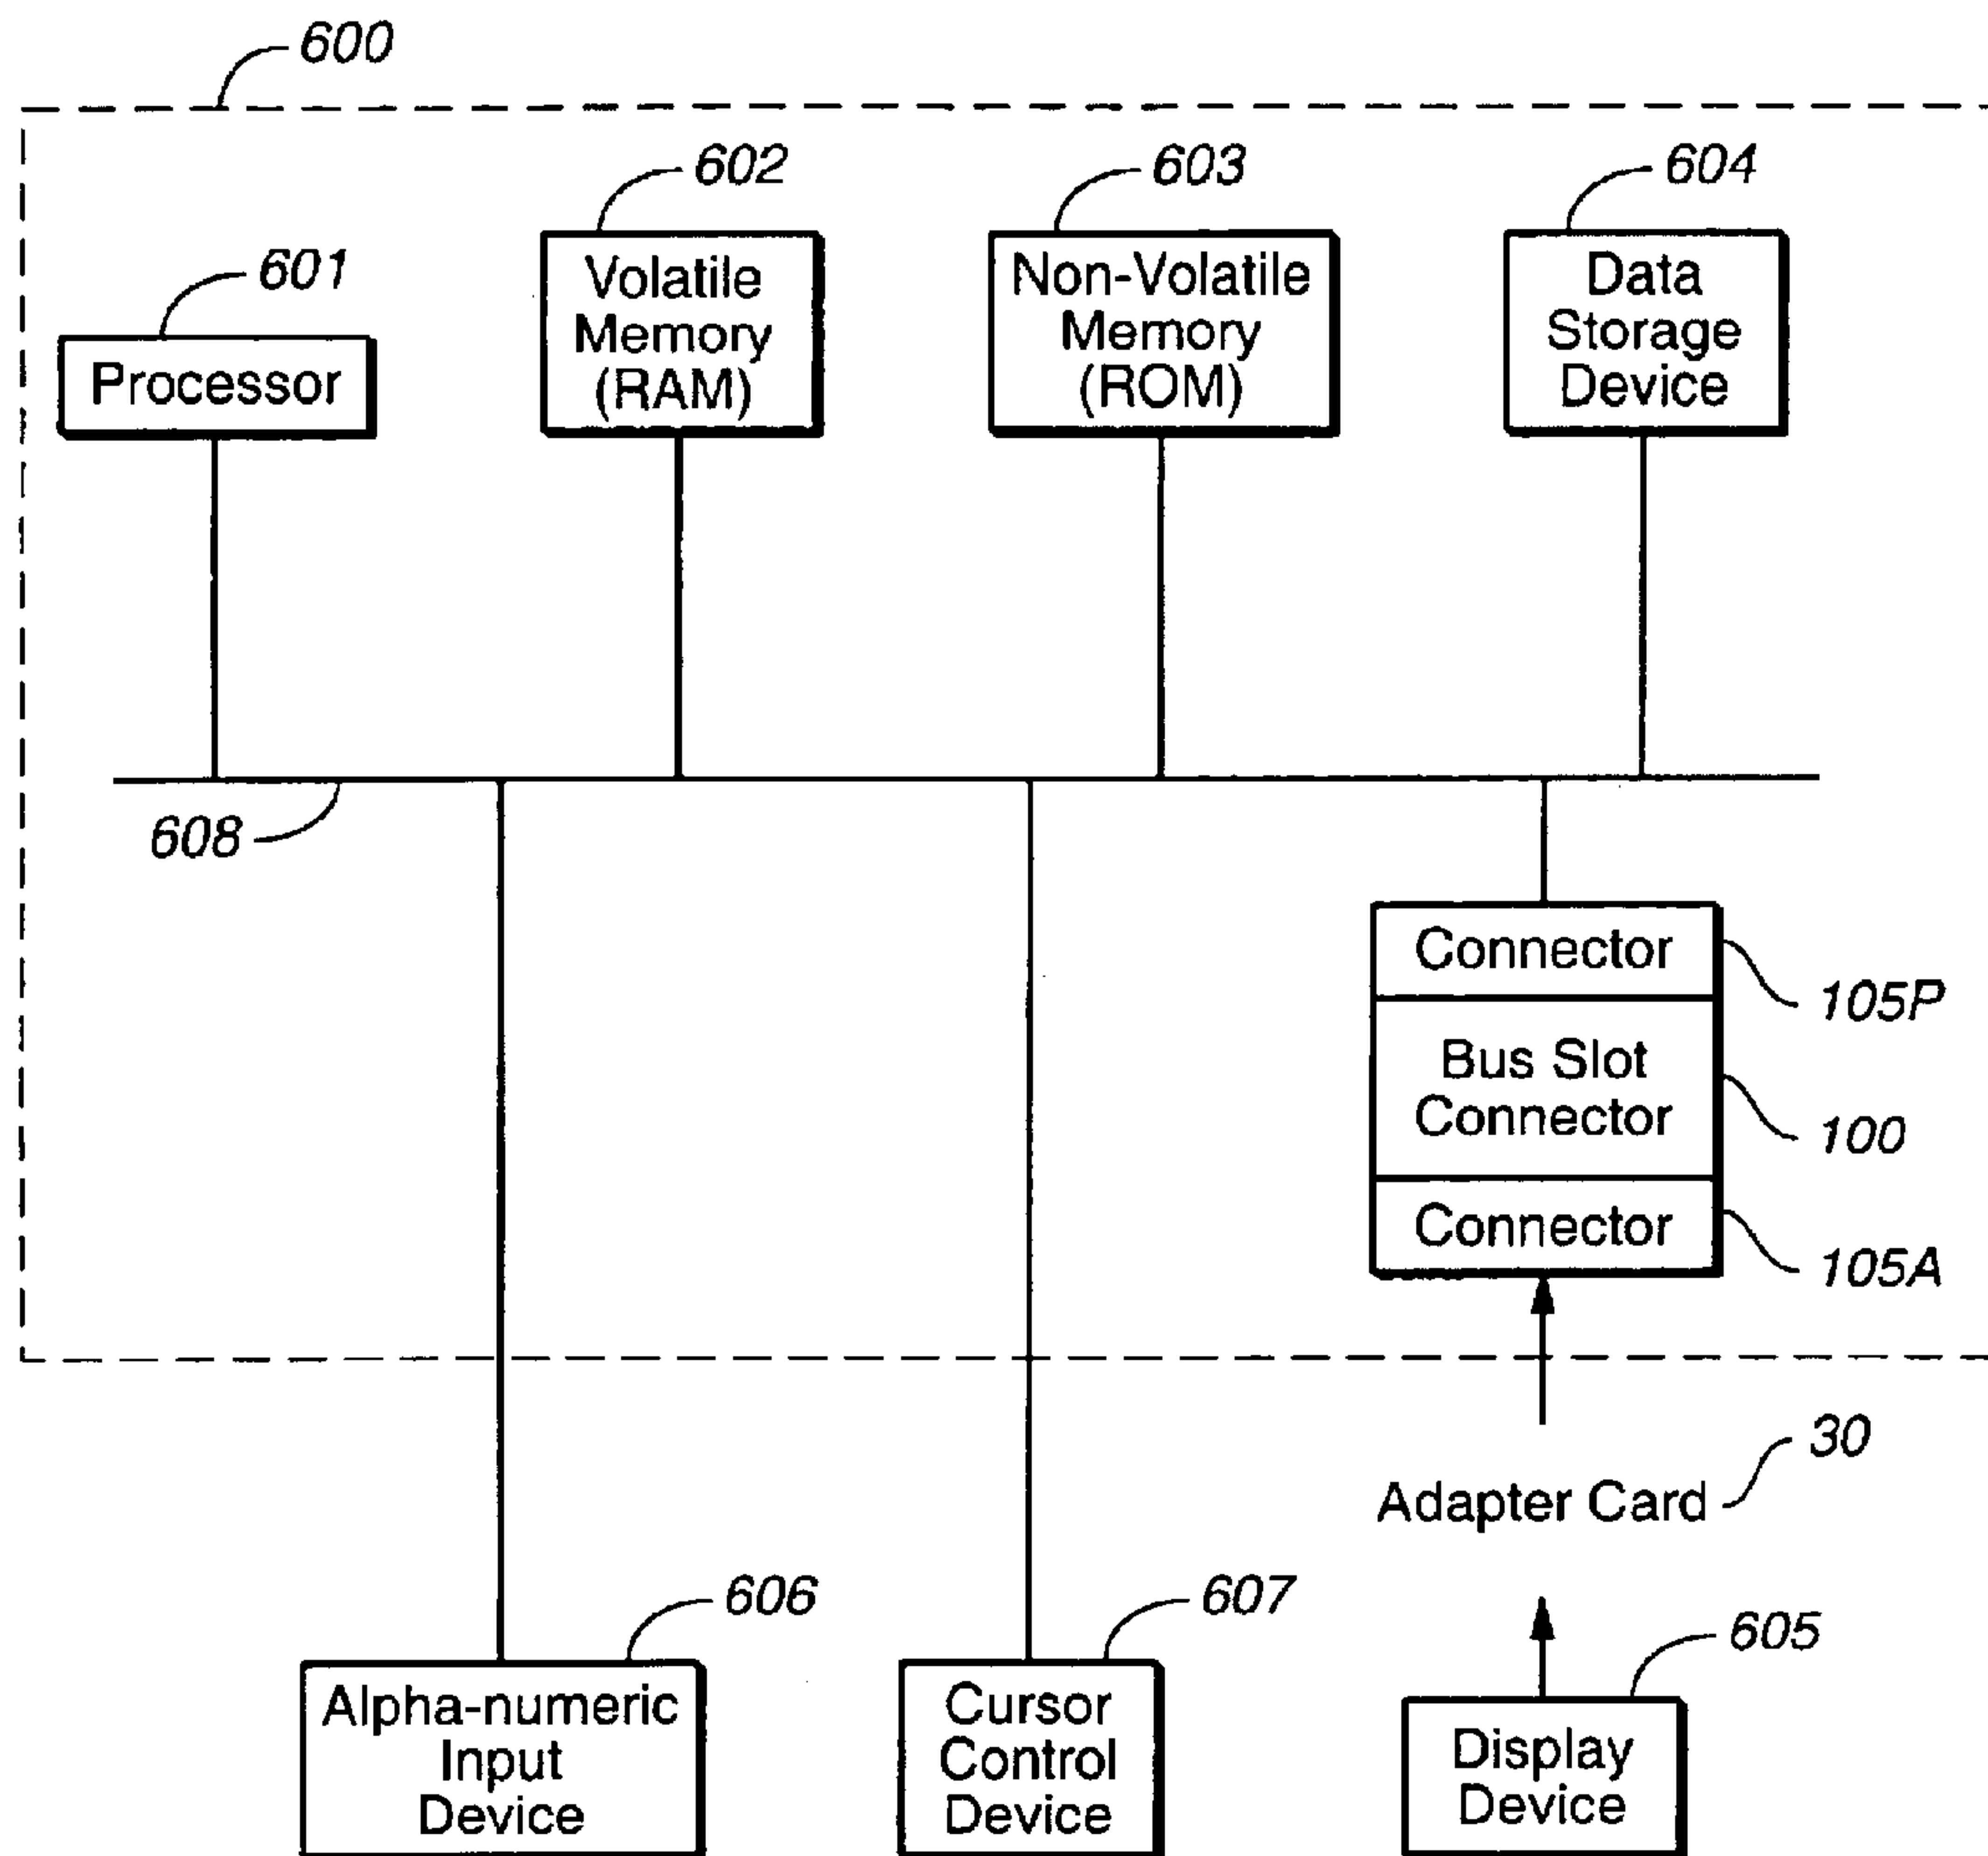 600
602
603
604
601
Volatile
Memory
(RAM)
Non-Volatile
Memory
(ROM)
Data
Storage
Device
Processor
608
Connector
105P
Bus Slot
Connector
100
Connector
105A
30
Adapter Card
606
607
605
Alpha-numeric
Input
Device
Cursor
Control
Device
Display
Device